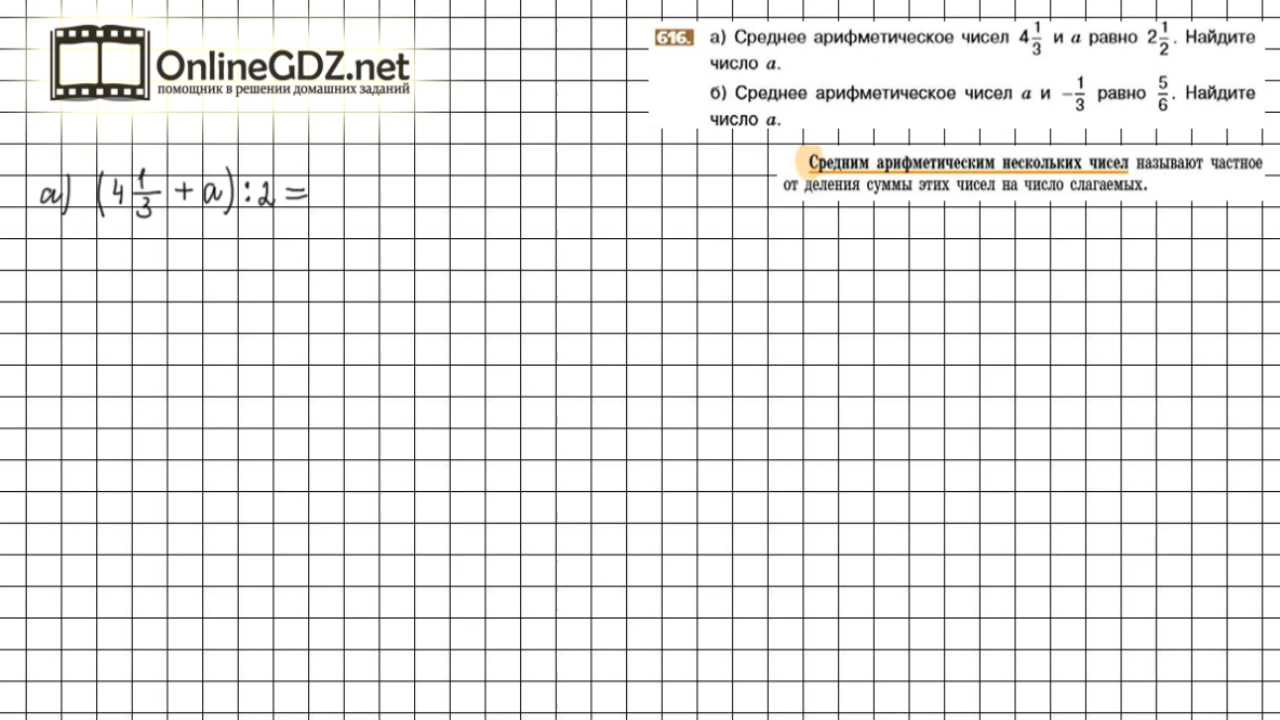 OnlineGDZ.net
помощник в решении домашних заданий
616. а) Среднее арифметическое чисел 4 1/3 и a равно 2 1/2. Найдите
число a.
б) Среднее арифметическое чисел a и −1/3 равно 5/6. Найдите
число a.
Средним арифметическим нескольких чисел называют частное
от деления суммы этих чисел на число слагаемых.
а) (4 1/3 + a) : 2 =